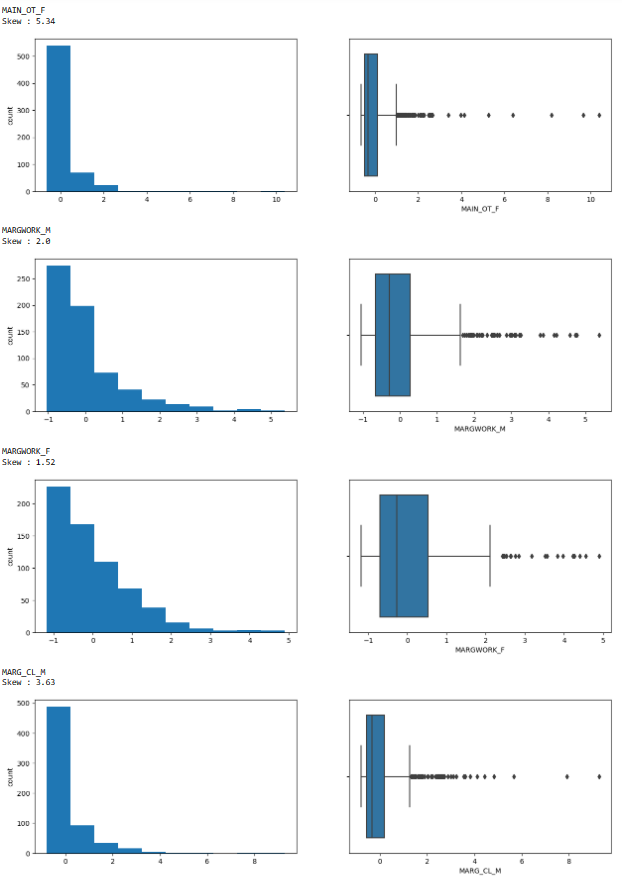 MAIN_OT_F
Skew : 5.34
500
400
300
200
100
0
count
0 2 4 6 8 10
0 2 4 6 8 10
MAIN_OT_F
MARGWORK_M
Skew : 2.0
250
200
150
100
50
0
count
−1 0 1 2 3 4 5
−1 0 1 2 3 4 5
MARGWORK_M
MARGWORK_F
Skew : 1.52
200
150
100
50
0
count
−1 0 1 2 3 4 5
−1 0 1 2 3 4 5
MARGWORK_F
MARG_CL_M
Skew : 3.63
500
400
300
200
100
0
count
0 2 4 6 8
0 2 4 6 8
MARG_CL_M